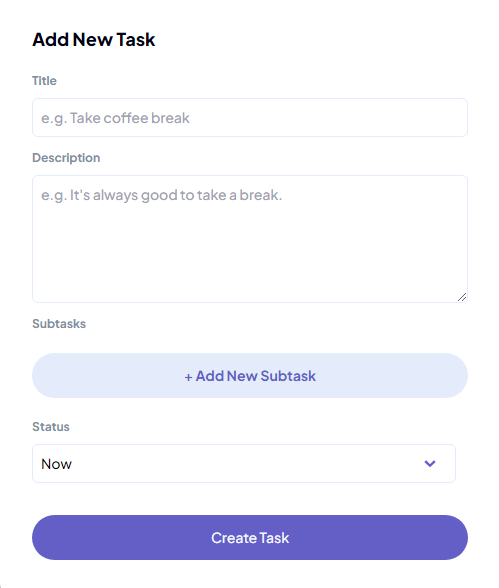 Add New Task
Title
e.g. Take coffee break
Description
e.g. It's always good to take a break.
Subtasks
+ Add New Subtask
Status
Now
Create Task